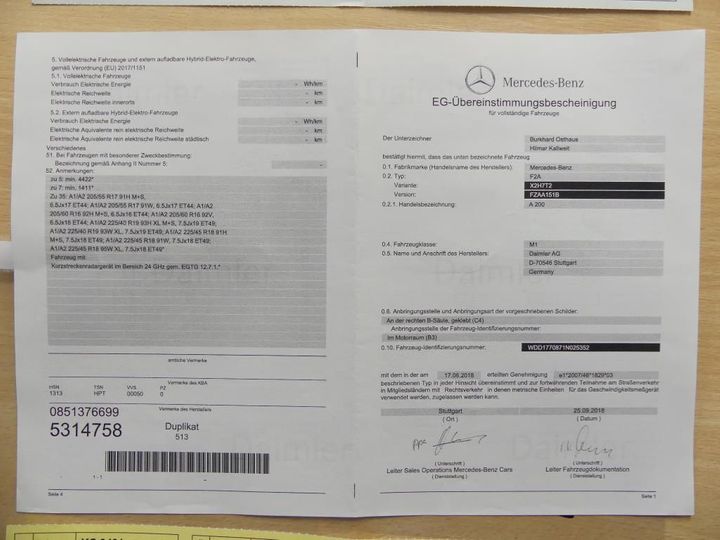 5. Vollelektrische Fahrzeuge und extern aufladbare Hybrid-Elektro-Fahrzeuge,
gemäß Verordnung (EU) 2017/1151
5.1. Vollelektrische Fahrzeuge
Verbrauch Elektrische Energie - Wh/km
Elektrische Reichweite - km
Elektrische Reichweite innerorts - km
5.2. Extern aufladbare Hybrid-Elektro-Fahrzeuge
Verbrauch Elektrische Energie - Wh/km
Elektrische Äquivalente rein elektrische Reichweite - km
Elektrische Äquivalente rein elektrische Reichweite städtisch - km
Verschiedenes
51. Bei Fahrzeugen mit besonderer Zweckbestimmung:
Bezeichnung gemäß Anhang II Nummer 5: -
52. Anmerkungen:
zu 5: min. 4422*
zu 7: min. 1411*
Zu 35: A1/A2 205/55 R17 91H M+S,
6.5Jx17 ET44; A1/A2 205/55 R17 91W, 6.5Jx17 ET44; A1/A2
205/60 R16 92H M+S, 6.5Jx16 ET44; A1/A2 205/60 R16 92V,
6.5Jx16 ET44; A1/A2 225/40 R19 93H XL M+S, 7.5Jx19 ET49;
A1/A2 225/40 R19 93W XL, 7.5Jx19 ET49; A1/A2 225/45 R18 91H
M+S, 7.5Jx18 ET49; A1/A2 225/45 R18 91W, 7.5Jx18 ET49;
A1/A2 225/45 R18 95W XL, 7.5Jx18 ET49*
Fahrzeug mit
Kurzstreckenradargerät im Bereich 24 GHz gem. EGTG 12.7.1.*
amtliche Vermerke
Vermerke des KBA
HSN TSN VVS PZ
1313 HPT 00050 0
0851376699 Vermerke des Herstellers
5314758 Duplikat
513
- 1 - 1
Seite 4
Mercedes-Benz
EG-Übereinstimmungsbescheinigung
für vollständige Fahrzeuge
Der Unterzeichner Burkhard Osthaus
Hilmar Kallweit
bestätigt hiermit, dass das unten bezeichnete Fahrzeug
0.1. Fabrikmarke (Handelsname des Herstellers): Mercedes-Benz
0.2. Typ: F2A
Variante: X2H7T2
Version: FZAA151B
0.2.1. Handelsbezeichnung: A 200
0.4. Fahrzeugklasse: M1
0.5. Name und Anschrift des Herstellers: Daimler AG
D-70546 Stuttgart
Germany
0.6. Anbringungsstelle und Anbringungsart der vorgeschriebenen Schilder:
An der rechten B-Säule, geklebt (C4)
Anbringungsstelle der Fahrzeug-Identifizierungsnummer:
Im Motorraum (B3)
0.10. Fahrzeug-Identifizierungsnummer: WDD1770871N025352
mit dem in der am 17.08.2018 erteilten Genehmigung e1*2007/46*1829*03
beschriebenen Typ in jeder Hinsicht übereinstimmt und zur fortwährenden Teilnahme am Straßenverkehr
in Mitgliedsländern mit Rechtsverkehr in denen metrische Einheiten für das Geschwindigkeitsmeßgerät
verwendet werden, zugelassen werden kann.
Stuttgart 25.09.2018
( Ort ) ( Datum )
ppa
( Unterschrift ) ( Unterschrift )
Leiter Sales Operations Mercedes-Benz Cars Leiter Fahrzeugdokumentation
( Dienststellung ) ( Dienststellung )
Seite 1